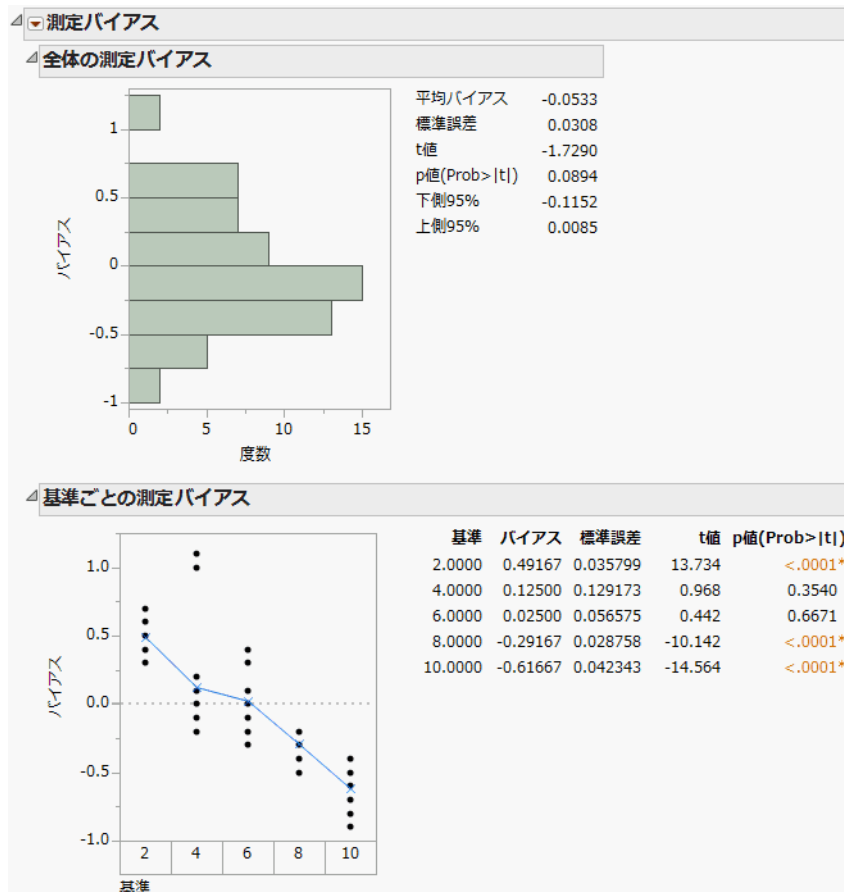 測定バイアス
全体の測定バイアス
バイアス
1
0.5
0
-0.5
-1
0 5 10 15
度数
平均バイアス -0.0533
標準誤差 0.0308
t値 -1.7290
p値(Prob>|t|) 0.0894
下側95% -0.1152
上側95% 0.0085
基準ごとの測定バイアス
バイアス
1.0
0.5
0.0
-0.5
-1.0
2 4 6 8 10
基準
基準 バイアス 標準誤差 t値 p値(Prob>|t|)
2.0000 0.49167 0.035799 13.734 <.0001*
4.0000 0.12500 0.129173 0.968 0.3540
6.0000 0.02500 0.056575 0.442 0.6671
8.0000 -0.29167 0.028758 -10.142 <.0001*
10.0000 -0.61667 0.042343 -14.564 <.0001*